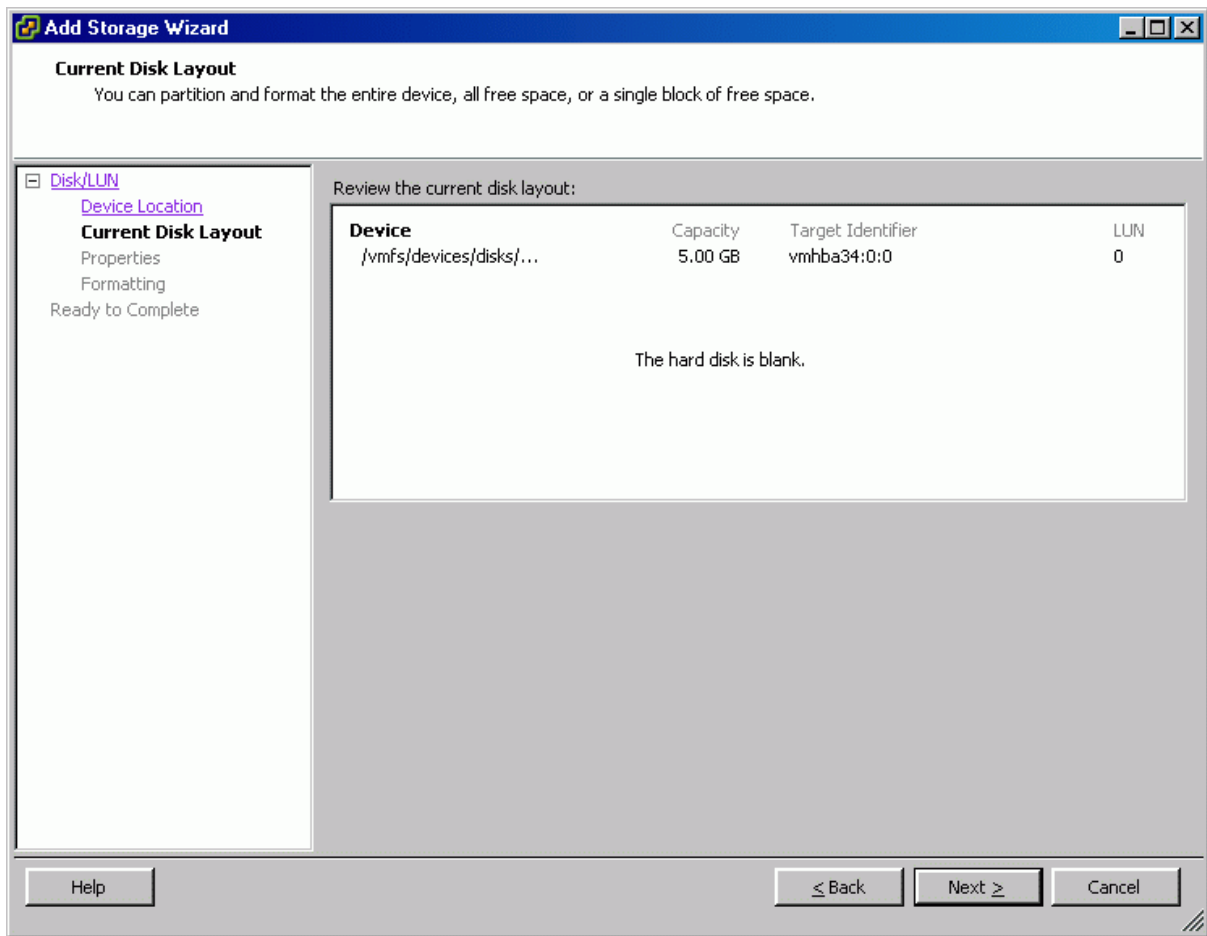 Add Storage Wizard
Current Disk Layout
You can partition and format the entire device, all free space, or a single block of free space.
Disk/LUN
Device Location
Current Disk Layout
Properties
Formatting
Ready to Complete
Review the current disk layout:
Device Capacity Target Identifier LUN
/vmfs/devices/disks/... 5.00 GB vmhba34:0:0 0
The hard disk is blank.
Help < Back Next > Cancel